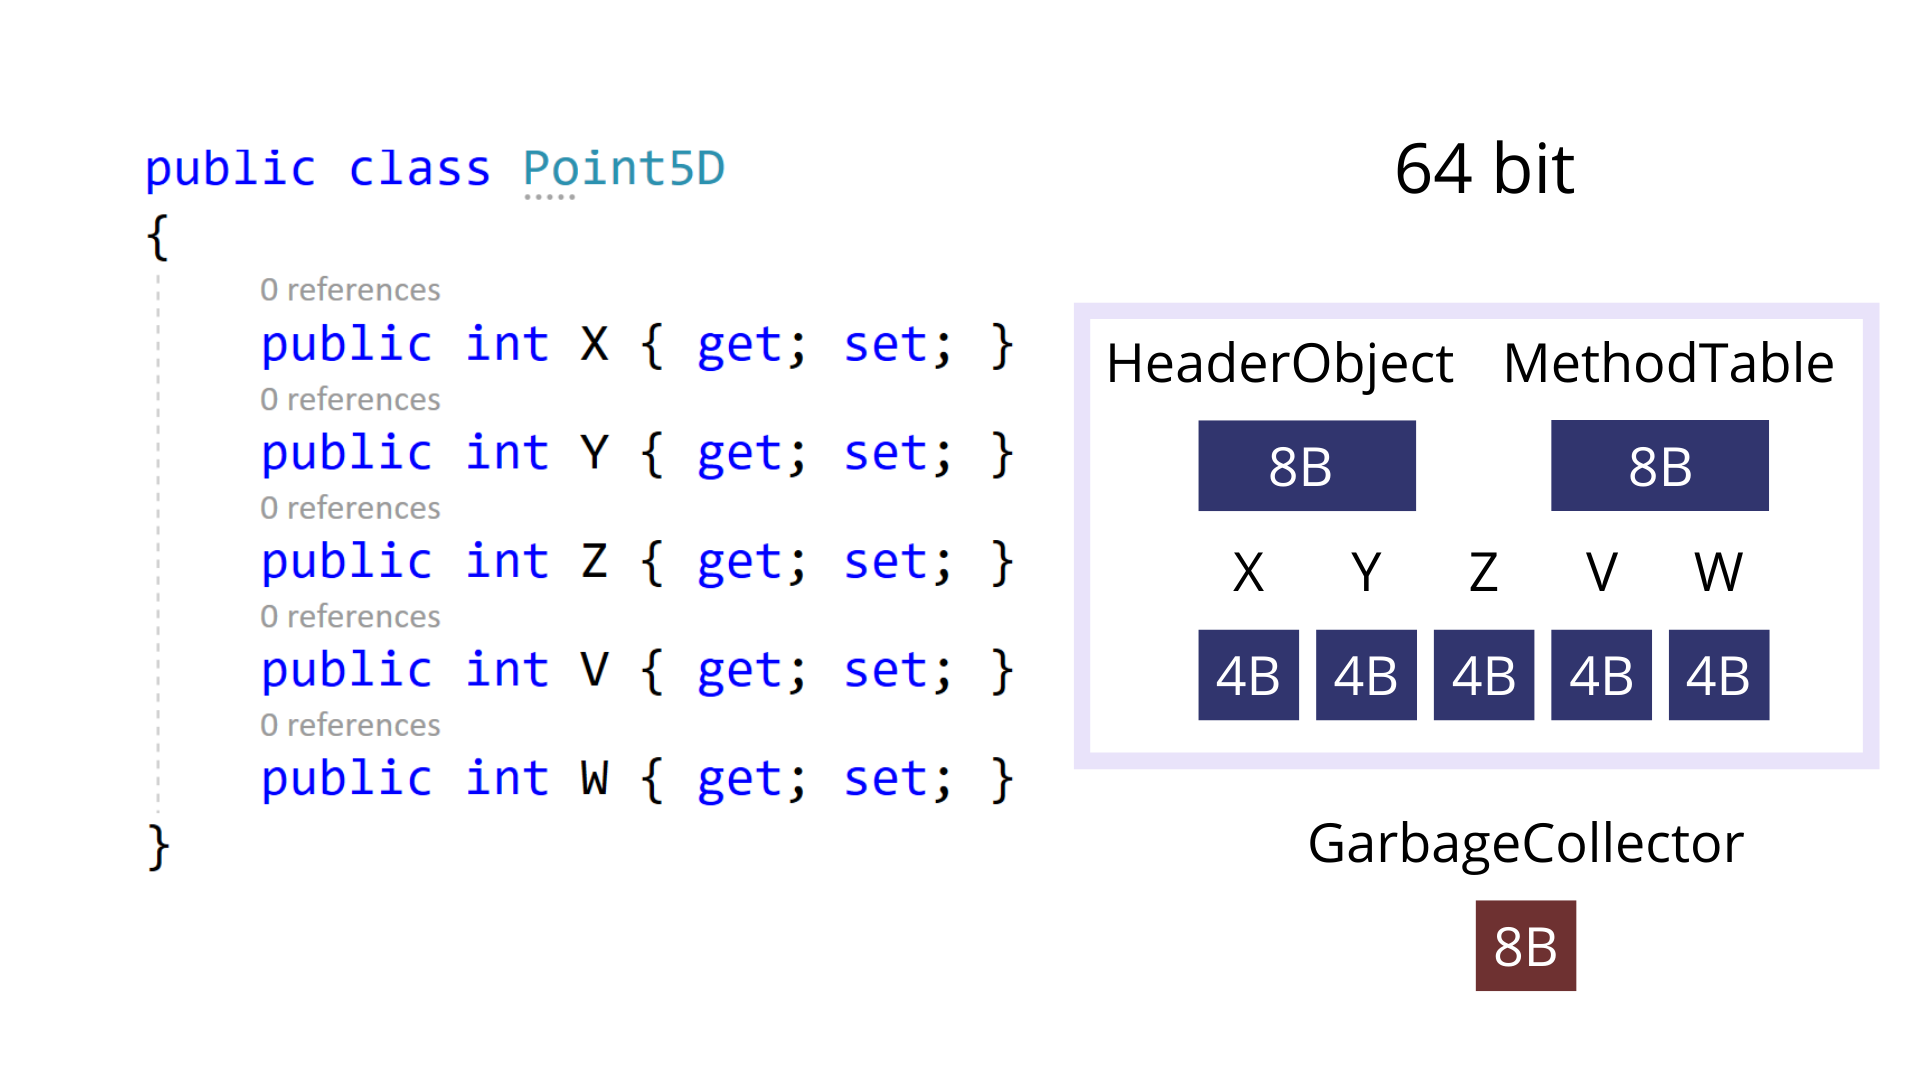 public class Point5D
{
0 references
public int X { get; set; }
0 references
public int Y { get; set; }
0 references
public int Z { get; set; }
0 references
public int V { get; set; }
0 references
public int W { get; set; }
}
64 bit
HeaderObject MethodTable
8B 8B
X Y Z V W
4B 4B 4B 4B 4B
GarbageCollector
8B